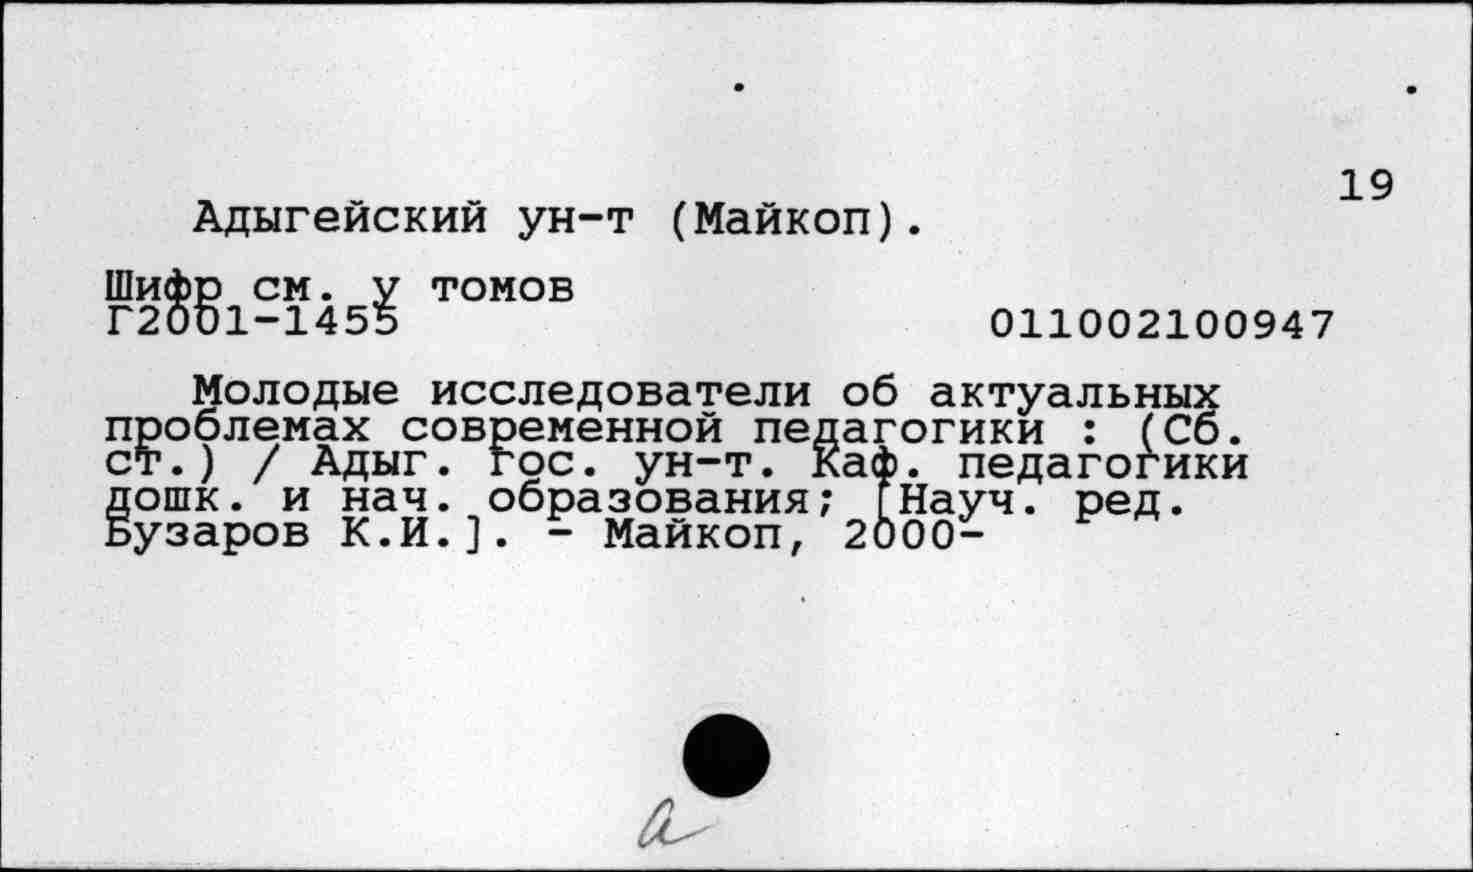 19
Адыгейский ун-т (Майкоп).
Шифр см. у томов
Г2001-1455 011002100947
Молодые исследователи об актуальных
проблемах современной педагогики : (Сб.
ст.) / Адыг. гос. ун-т. Каф. педагогики
дошк. и нач. образования; [Науч. ред.
Бузаров К.И.]. - Майкоп, 2000-
а